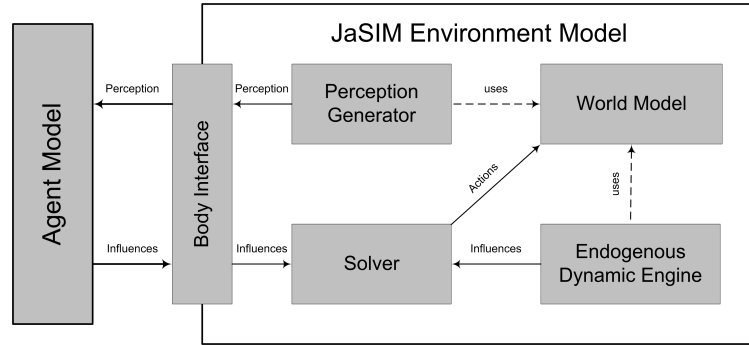 JaSIM Environment Model
Agent Model
Perception
Body Interface
Perception
Perception
Generator
uses
World Model
Actions
uses
Influences
Influences
Solver
Influences
Endogenous
Dynamic Engine